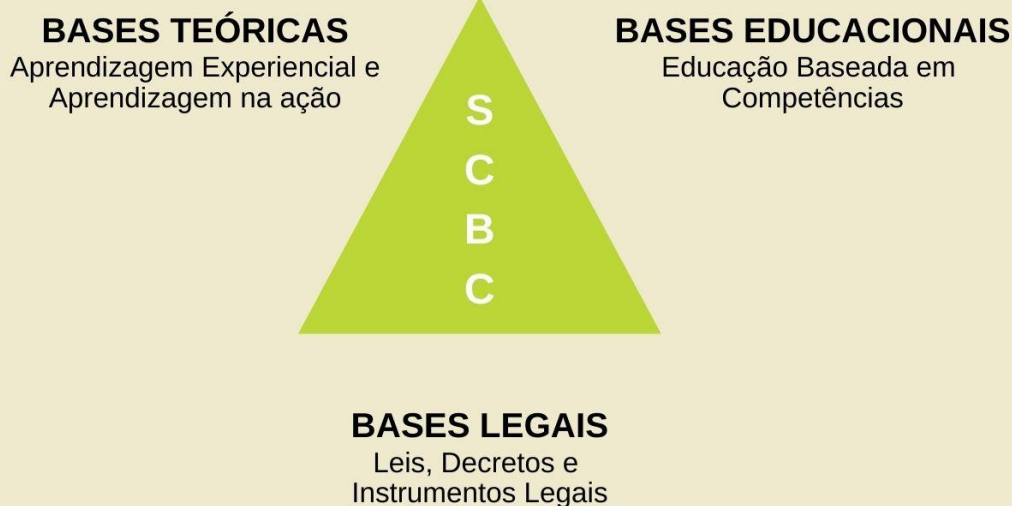 BASES TEÓRICAS
Aprendizagem Experiencial e
Aprendizagem na ação
BASES EDUCACIONAIS
Educação Baseada em
Competências
S
C
B
C
BASES LEGAIS
Leis, Decretos e
Instrumentos Legais